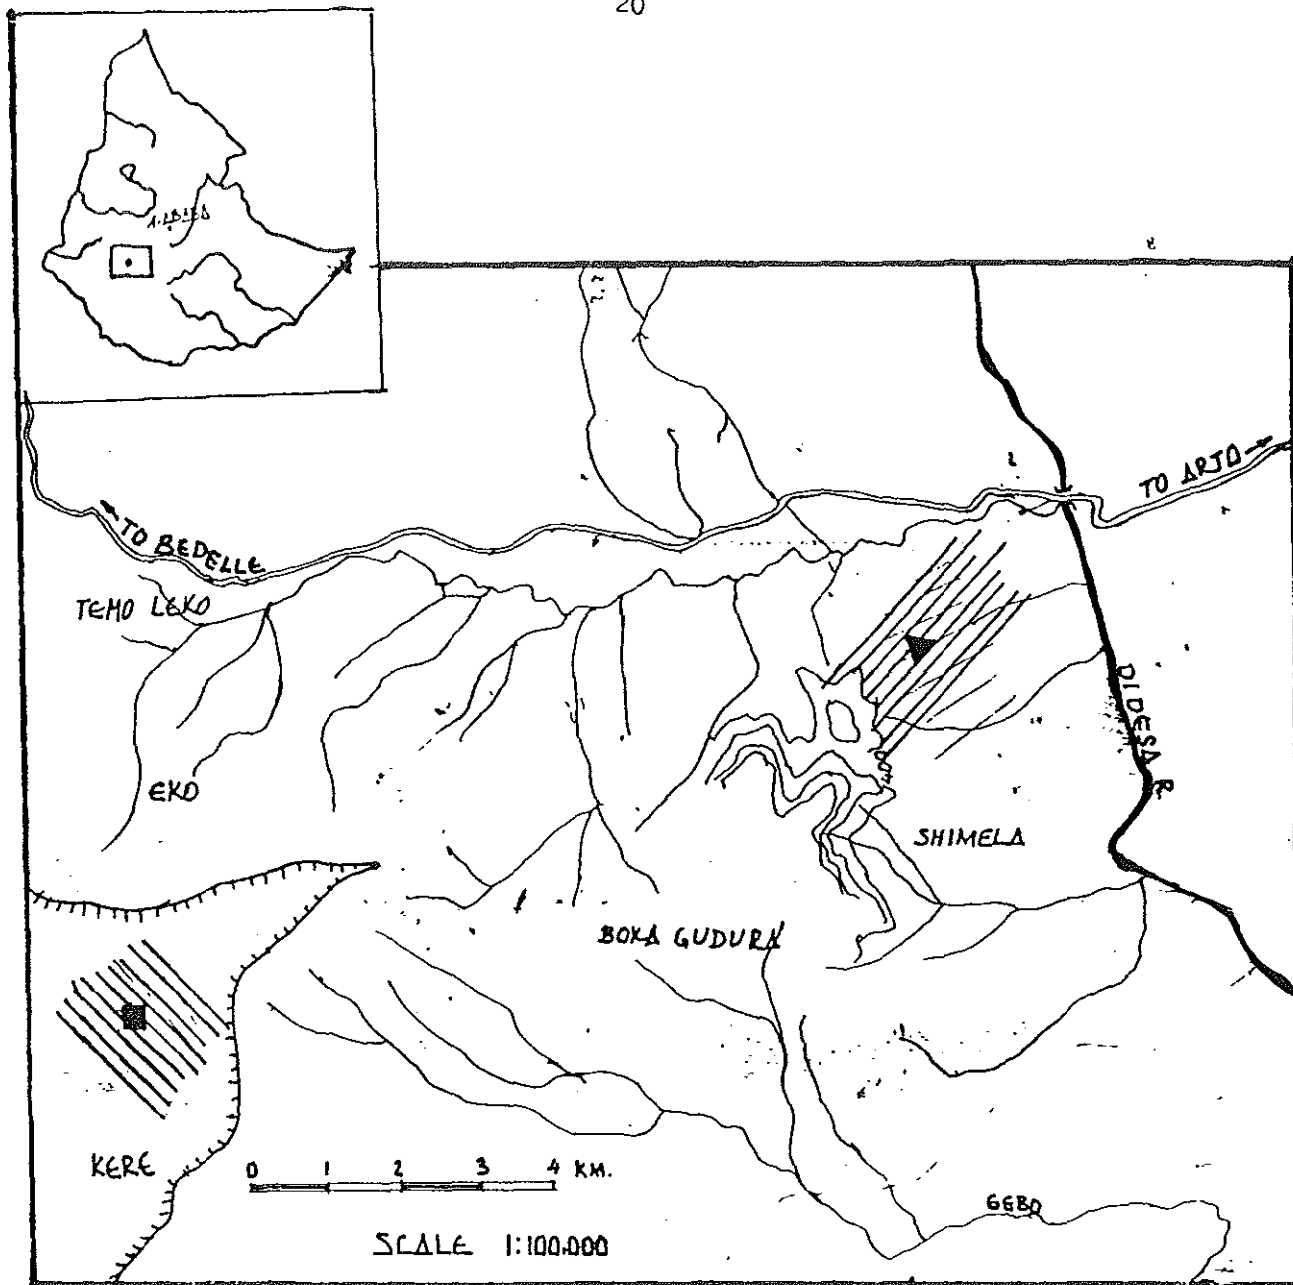 20
A.ABABA
TO ARJO
TO BEDELLE
TEMO LEKO
DIDESA R.
EKO
SHIMELA
BOKA GUDURA
KERE
0 1 2 3 4 KM.
GEBO
SCALE 1:100.000